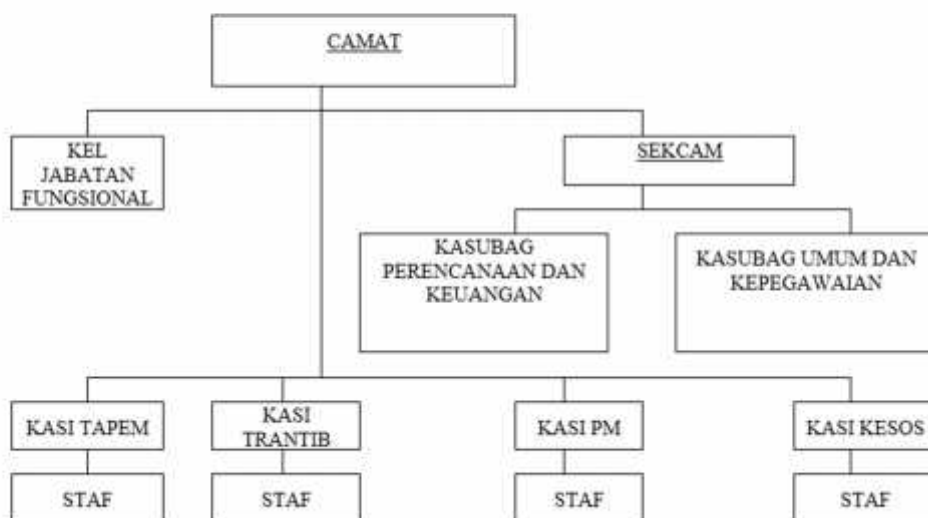 CAMAT
KEL
JABATAN
FUNGSIONAL
SEKCAM
KASUBAG
PERENCANAAN DAN
KEUANGAN
KASUBAG UMUM DAN
KEPEGAWAIAN
KASI TAPEM
KASI
TRANTIB
KASI PM
KASI KESOS
STAF
STAF
STAF
STAF